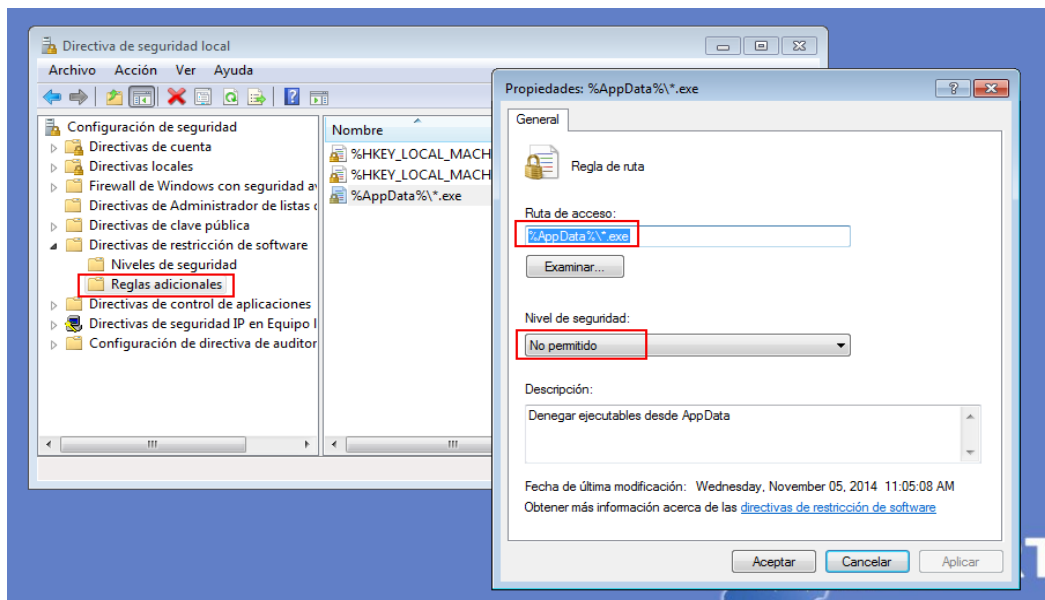 Directiva de seguridad local
Archivo Acción Ver Ayuda
Configuración de seguridad
Directivas de cuenta
Directivas locales
Firewall de Windows con seguridad av
Directivas de Administrador de listas
Directivas de clave pública
Directivas de restricción de software
Niveles de seguridad
Reglas adicionales
Directivas de control de aplicaciones
Directivas de seguridad IP en Equipo l
Configuración de directiva de auditor
Nombre
%HKEY_LOCAL_MACH
%HKEY_LOCAL_MACH
%AppData%\*.exe
Propiedades: %AppData%\*.exe
General
Regla de ruta
Ruta de acceso:
%AppData%\*.exe
Examinar...
Nivel de seguridad:
No permitido
Descripción:
Denegar ejecutables desde AppData
Fecha de última modificación: Wednesday, November 05, 2014 11:05:08 AM
Obtener más información acerca de las directivas de restricción de software
Aceptar Cancelar Aplicar